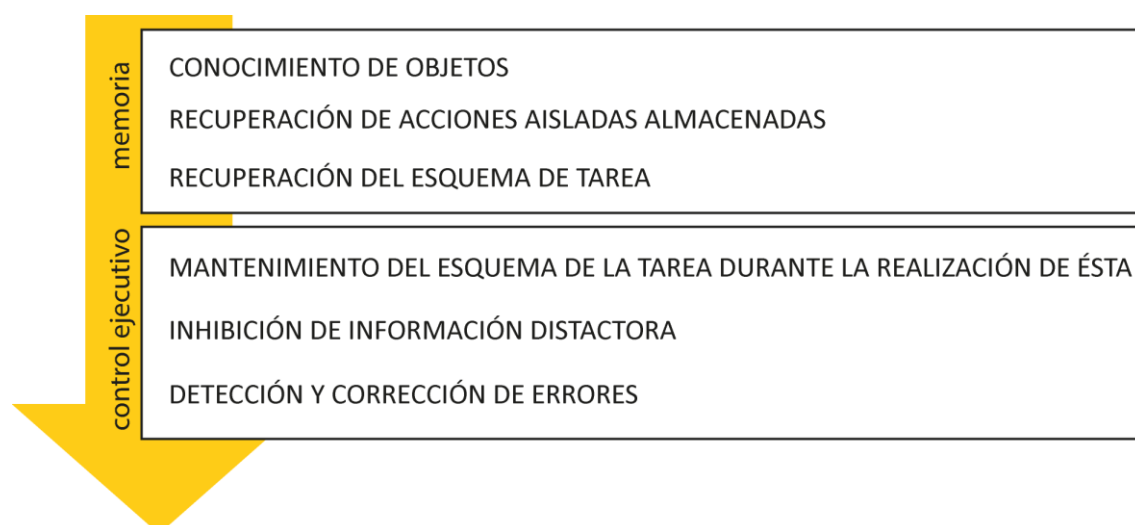 memoria
CONOCIMIENTO DE OBJETOS
RECUPERACIÓN DE ACCIONES AISLADAS ALMACENADAS
RECUPERACIÓN DEL ESQUEMA DE TAREA
control ejecutivo
MANTENIMIENTO DEL ESQUEMA DE LA TAREA DURANTE LA REALIZACIÓN DE ÉSTA
INHIBICIÓN DE INFORMACIÓN DISTACTORA
DETECCIÓN Y CORRECCIÓN DE ERRORES